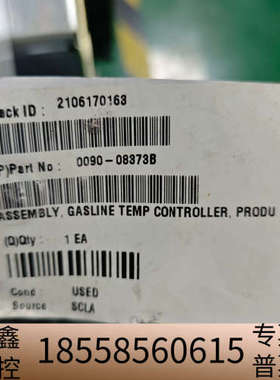 ack ID : 2106170163
P)Part No : 0090-08373B
ASSEMBLY, GASLINE TEMP CONTROLLER, PRODU
(Q)Qty : 1 EA
Cond : USED
Source : SCLA
鑫 18558560615 专
控 普